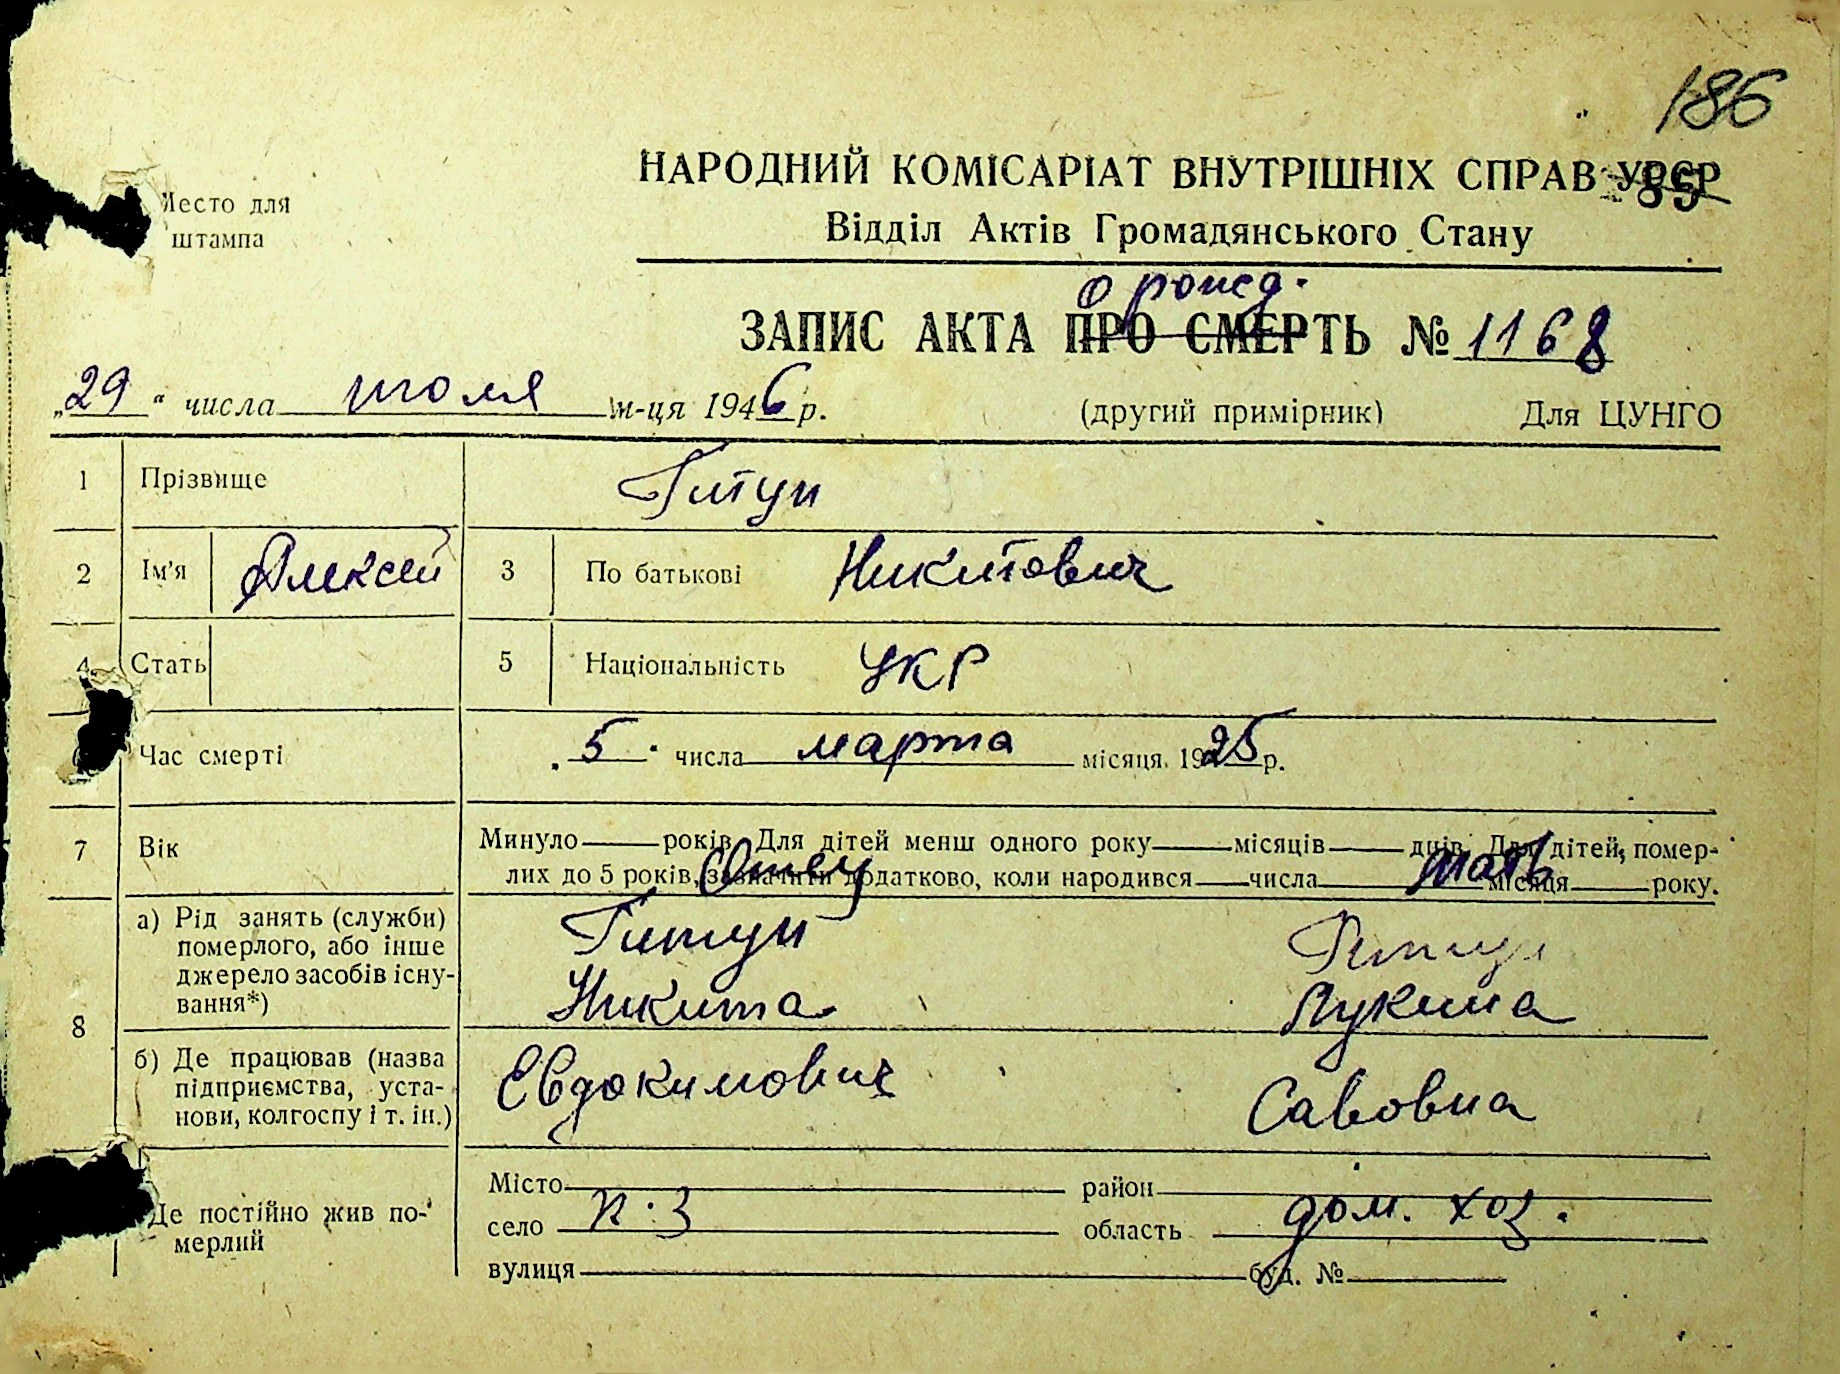 186
НАРОДНИЙ КОМІСАРІАТ ВНУТРІШНІХ СПРАВ УРСР
85
Место для
штампа
Відділ Актів Громадянського Стану
о рожд.
ЗАПИС АКТА ПРО СМЕРТЬ № 1168
„29“ числа июля м-ця 1946 р. (другий примірник) Для ЦУНГО
1 Прізвище Гитун
2 Ім'я Алексей 3 По батькові Никитович
4 Стать 5 Національність УКР
Час смерті „5“ числа марта місяця 1925 р.
7 Вік Минуло років Для дітей менш одного року місяців днів. Для дітей, помер-
лих до 5 років, зазначити додатково, коли народився числа місяця року.
Отец мать
8 а) Рід занять (служби)
померлого, або інше
джерело засобів існу-
вання*)
Гитун Гитун
Никита Лукина
б) Де працював (назва
підприємства, уста-
нови, колгоспу і т. ін.)
Евдокимович Савовна
Де постійно жив по-
мерлий
Місто район
село п.з область дом. хоз.
вулиця буд. №